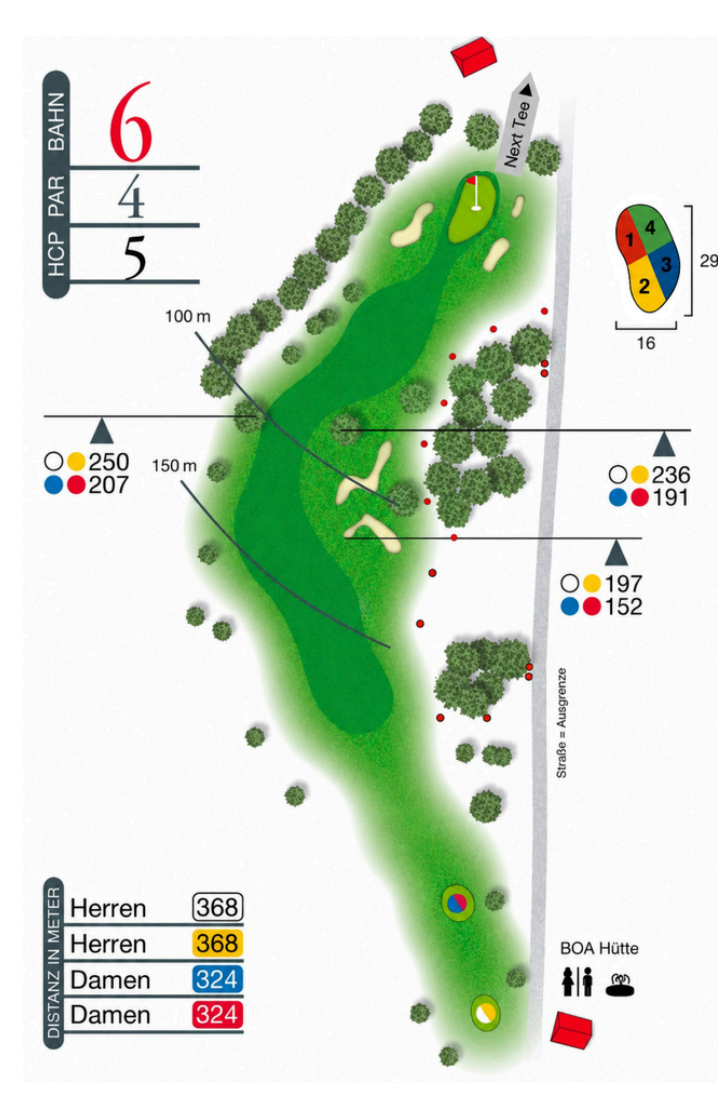 BAHN 6
PAR 4
HCP 5
Next Tee
1
4
3
2
29
16
100 m
250
207
150 m
236
191
197
152
Straße = Ausgrenze
DISTANZ IN METER
Herren 368
Herren 368
Damen 324
Damen 324
BOA Hütte